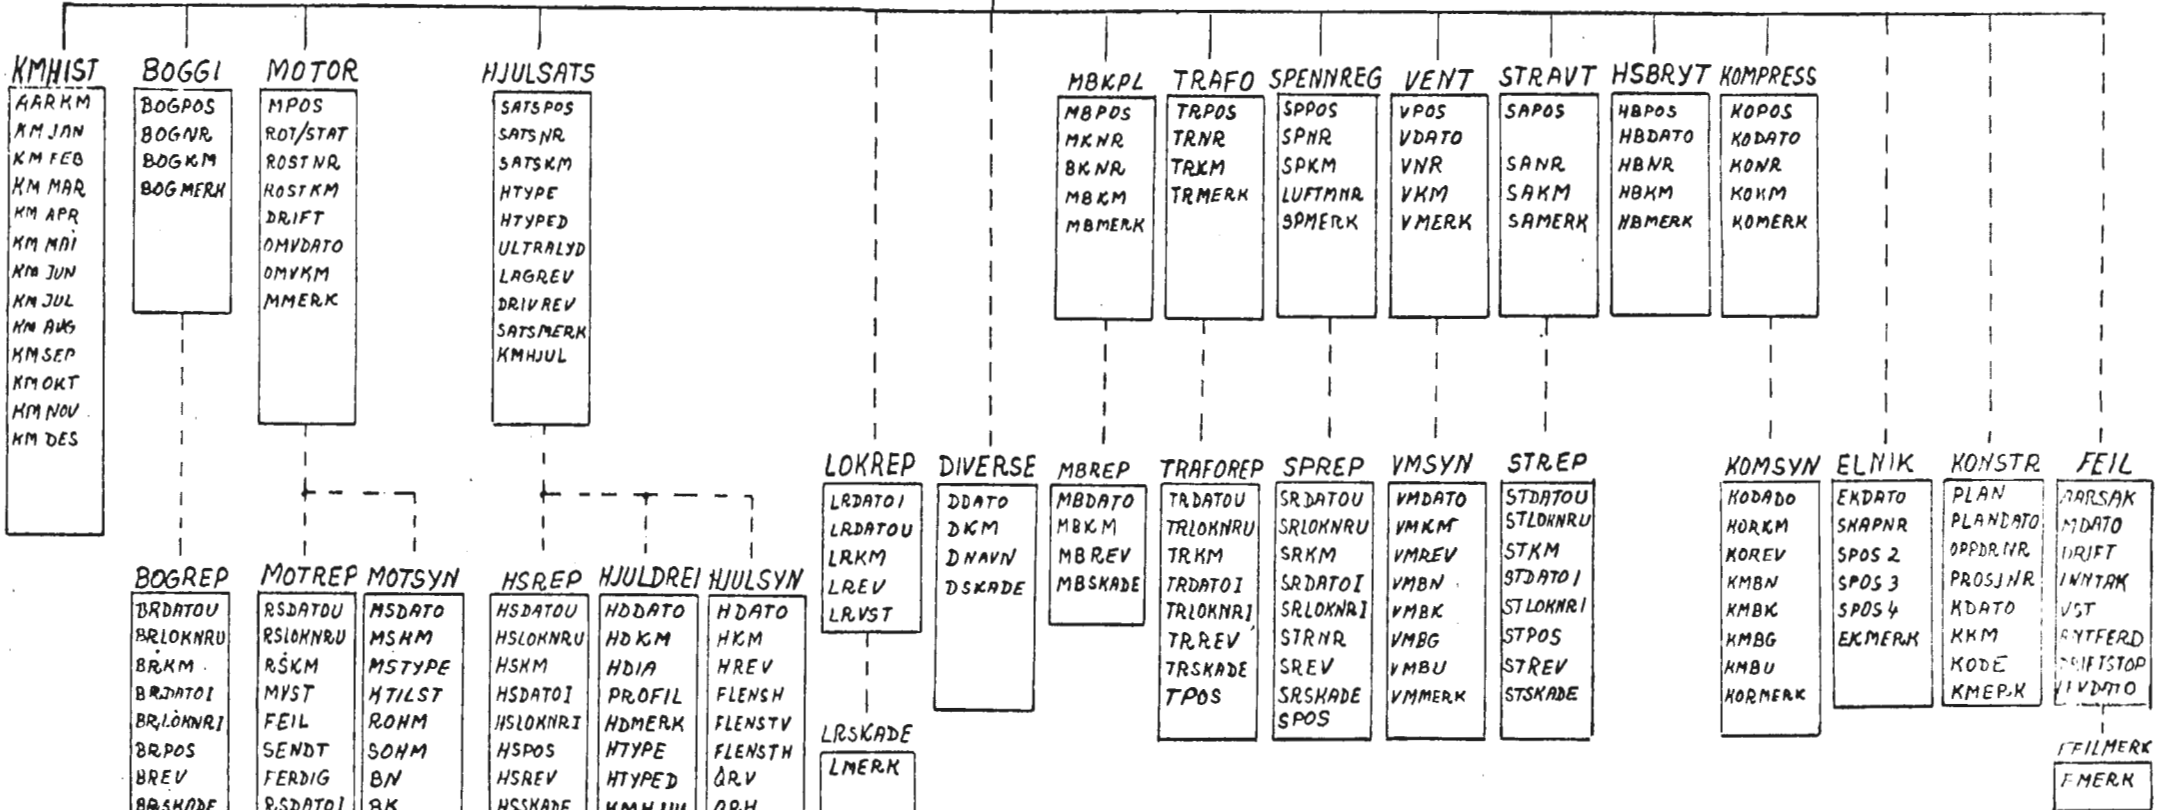 KMHIST
AARKM
KM JAN
KM FEB
KM MAR
KM APR
KM MAI
KM JUN
KM JUL
KM AUG
KM SEP
KM OKT
KM NOV
KM DES
BOGGI
BOGPOS
BOGNR
BOGKM
BOGMERK
MOTOR
MPOS
ROT/STAT
ROSTNR
ROSTKM
DRIFT
OMVDATO
OMVKM
MMERK
HJULSATS
SATSPOS
SATSNR
SATSKM
HTYPE
HTYPED
ULTRALYD
LAGREV
DRIVREV
SATSMERK
KMHJUL
MBKPL
MBPOS
MKNR
BKNR
MBKM
MBMERK
TRAFO
TRPOS
TRNR
TRKM
TRMERK
SPENNREG
SPPOS
SPNR
SPKM
LUFTMNR
SPMERK
VENT
VPOS
VDATO
VNR
VKM
VMERK
STRAVT
SAPOS
SANR
SAKM
SAMERK
HSBRYT
HBPOS
HBDATO
HBNR
HBKM
HBMERK
KOMPRESS
KOPOS
KODATO
KONR
KOKM
KOMERK
BOGREP
BRDATOU
BRLOKNRU
BRKM
BRDATOI
BRLOKNRI
BRPOS
BREV
BRSKADE
MOTREP
RSDATOU
RSLOKNRU
RSKM
MVST
FEIL
SENDT
FERDIG
RSDATOI
MOTSYN
MSDATO
MSKM
MSTYPE
KTILST
ROHM
SOHM
BN
BK
HSREP
HSDATOU
HSLOKNRU
HSKM
HSDATOI
HSLOKNRI
HSPOS
HSREV
HSSKADE
HJULDREI
HDDATO
HDKM
HDIA
PROFIL
HDMERK
HTYPE
HTYPED
KMHJUL
HJULSYN
HDATO
HKM
HREV
FLENSH
FLENSTV
FLENSTH
QRV
QRH
LOKREP
LRDATOI
LRDATOU
LRKM
LREV
LRVST
LRSKADE
LMERK
DIVERSE
DDATO
DKM
DNAVN
DSKADE
MBREP
MBDATO
MBKM
MBREV
MBSKADE
TRAFOREP
TRDATOU
TRLOKNRU
TRKM
TRDATOI
TRLOKNRI
TRREV
TRSKADE
TPOS
SPREP
SRDATOU
SRLOKNRU
SRKM
SRDATOI
SRLOKNRI
STRNR
SREV
SRSKADE
SPOS
VMSYN
VMDATO
VMKM
VMREV
VMBN
VMBK
VMBG
VMBU
VMMERK
STREP
STDATOU
STLOKNRU
STKM
STDATOI
STLOKNRI
STPOS
STREV
STSKADE
KOMSYN
KODADO
KORKM
KOREV
KMBN
KMBK
KMBG
KMBU
KORMERK
ELNIK
EKDATO
SKAPNR
SPOS 2
SPOS 3
SPOS 4
EKMERK
KONSTR
PLAN
PLANDATO
OPPDRNR
PROSJNR
KDATO
KKM
KODE
KMERK
FEIL
AARSAK
MDATO
DRIFT
INNTAK
VST
ANTFERD
DRIFTSTOP
FEILMERK
FMERK